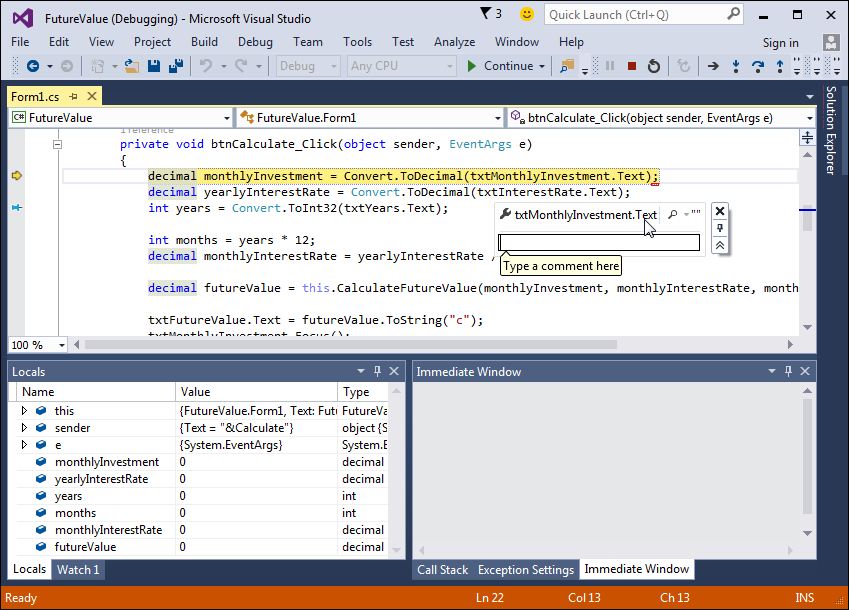 FutureValue (Debugging) - Microsoft Visual Studio
3
Quick Launch (Ctrl+Q)
File Edit View Project Build Debug Team Tools Test Analyze Window Help
Sign in
Debug Any CPU Continue
Form1.cs
C# FutureValue FutureValue.Form1 btnCalculate_Click(object sender, EventArgs e)
Solution Explorer
1 reference
private void btnCalculate_Click(object sender, EventArgs e)
{
decimal monthlyInvestment = Convert.ToDecimal(txtMonthlyInvestment.Text);
decimal yearlyInterestRate = Convert.ToDecimal(txtInterestRate.Text);
int years = Convert.ToInt32(txtYears.Text);
txtMonthlyInvestment.Text ""
int months = years * 12;
decimal monthlyInterestRate = yearlyInterestRate /
Type a comment here
decimal futureValue = this.CalculateFutureValue(monthlyInvestment, monthlyInterestRate, month
txtFutureValue.Text = futureValue.ToString("c");
txtMonthlyInvestment.Focus();
100 %
Locals
Name Value Type
this {FutureValue.Form1, Text: Futu FutureVa
sender {Text = "&Calculate"} object {S
e {System.EventArgs} System.E
monthlyInvestment 0 decimal
yearlyInterestRate 0 decimal
years 0 int
months 0 int
monthlyInterestRate 0 decimal
futureValue 0 decimal
Locals Watch 1
Immediate Window
Call Stack Exception Settings Immediate Window
Ready Ln 22 Col 13 Ch 13 INS